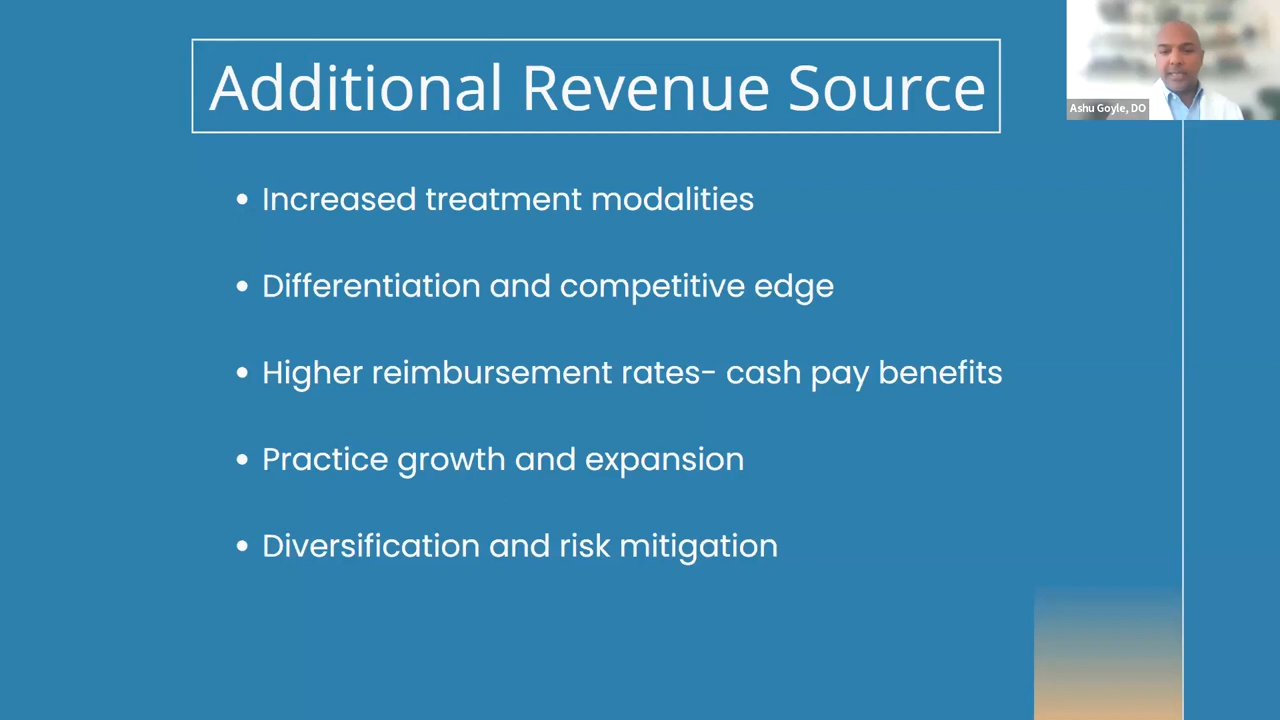 Additional Revenue Source
Ashu Goyle, DO
• Increased treatment modalities
• Differentiation and competitive edge
• Higher reimbursement rates- cash pay benefits
• Practice growth and expansion
• Diversification and risk mitigation